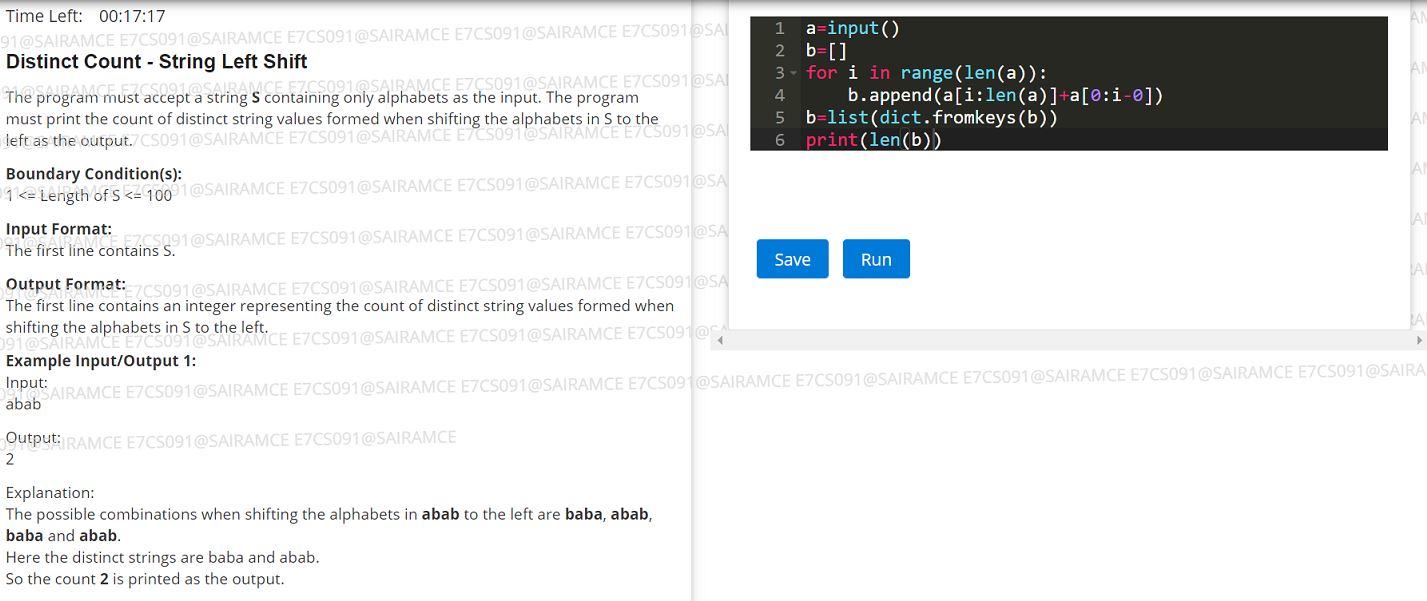 Time Left: 00:17:17
91@SAIRAMCE E7CS091@SAIRAMCE E7CS091@SAIRAMCE E7CS091@SAIRAMCE E7CS091@SAI
Distinct Count - String Left Shift
The program must accept a string S containing only alphabets as the input. The program
must print the count of distinct string values formed when shifting the alphabets in S to the
left as the output.
Boundary Condition(s):
1 <= Length of S <= 100
Input Format:
The first line contains S.
Output Format:
The first line contains an integer representing the count of distinct string values formed when
shifting the alphabets in S to the left.
Example Input/Output 1:
Input:
abab
Output:
2
Explanation:
The possible combinations when shifting the alphabets in abab to the left are baba, abab,
baba and abab.
Here the distinct strings are baba and abab.
So the count 2 is printed as the output.
1 a=input()
2 b=[]
3 for i in range(len(a)):
4 b.append(a[i:len(a)]+a[0:i-0])
5 b=list(dict.fromkeys(b))
6 print(len(b))
Save Run